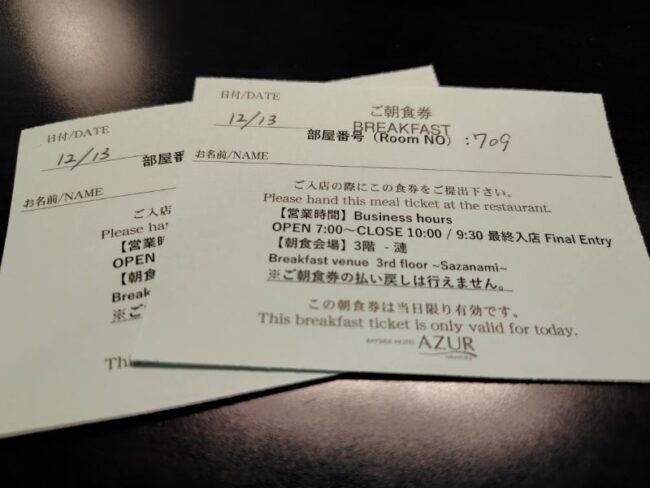 日付/DATE
12/13
部屋番
お名前/NAME
ご入店
Please ha
【営業時
OPEN
【朝食
Break
※ご
Thi
日付/DATE
ご朝食券
12/13
BREAKFAST
部屋番号（Room NO）：709
お名前/NAME
ご入店の際にこの食券をご提出下さい。
Please hand this meal ticket at the restaurant.
【営業時間】Business hours
OPEN 7:00～CLOSE 10:00 / 9:30 最終入店 Final Entry
【朝食会場】3階 - 漣
Breakfast venue 3rd floor ~Sazanami~
※ご朝食券の払い戻しは行えません。
この朝食券は当日限り有効です。
This breakfast ticket is only valid for today.
BAYSIDE HOTEL AZUR